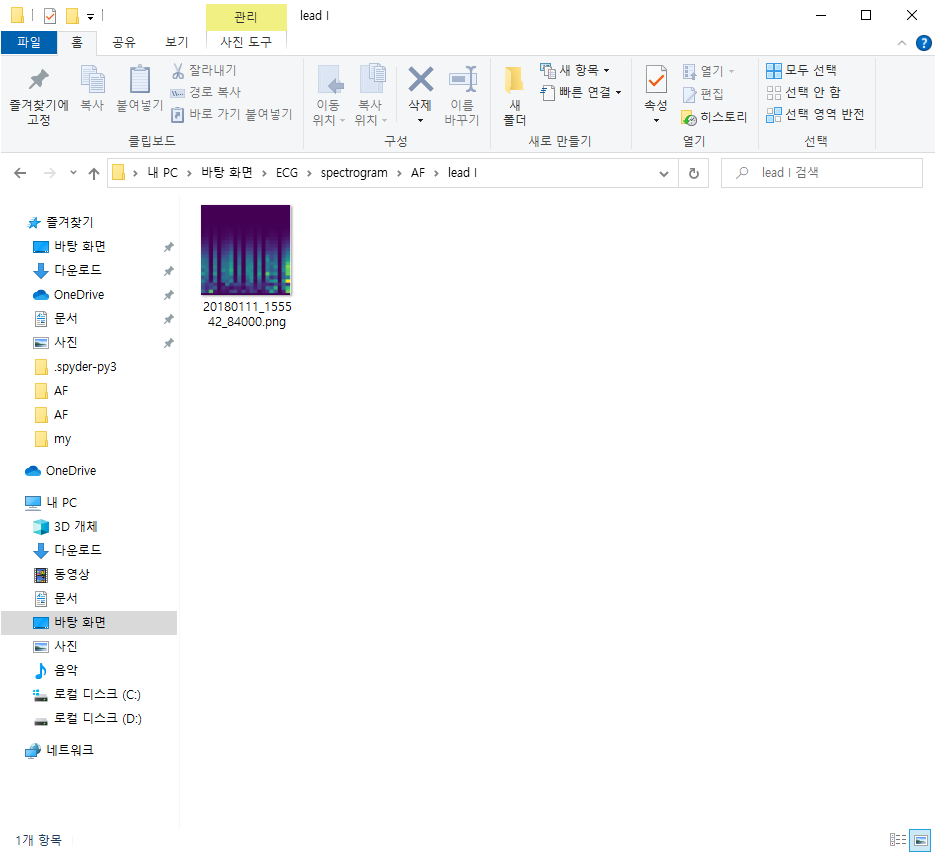 관리
lead I
파일
홈
공유
보기
사진 도구
즐겨찾기에
고정
복사
붙여넣기
잘라내기
경로 복사
바로 가기 붙여넣기
클립보드
이동
위치
복사
위치
삭제
이름
바꾸기
구성
새
폴더
새 항목
빠른 연결
새로 만들기
속성
열기
편집
히스토리
열기
모두 선택
선택 안 함
선택 영역 반전
선택
내 PC › 바탕 화면 › ECG › spectrogram › AF › lead I
lead I 검색
즐겨찾기
바탕 화면
다운로드
OneDrive
문서
사진
.spyder-py3
AF
AF
my
OneDrive
내 PC
3D 개체
다운로드
동영상
문서
바탕 화면
사진
음악
로컬 디스크 (C:)
로컬 디스크 (D:)
네트워크
20180111_1555
42_84000.png
1개 항목